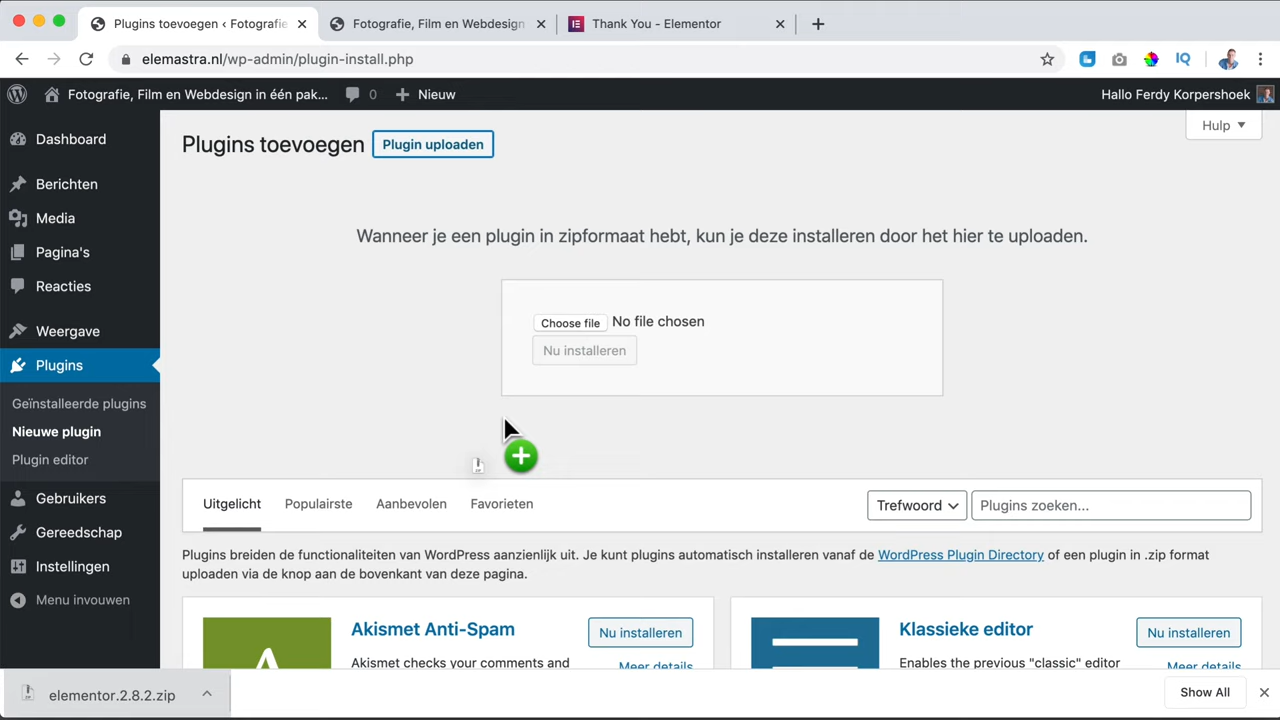 Plugins toevoegen ‹ Fotografie
Fotografie, Film en Webdesign
Thank You - Elementor
elemastra.nl/wp-admin/plugin-install.php
IQ
Fotografie, Film en Webdesign in één pak...
0
Nieuw
Hallo Ferdy Korpershoek
Dashboard
Berichten
Media
Pagina's
Reacties
Weergave
Plugins
Geïnstalleerde plugins
Nieuwe plugin
Plugin editor
Gebruikers
Gereedschap
Instellingen
Menu invouwen
Plugins toevoegen
Plugin uploaden
Hulp
Wanneer je een plugin in zipformaat hebt, kun je deze installeren door het hier te uploaden.
Choose file No file chosen
Nu installeren
Uitgelicht
Populairste
Aanbevolen
Favorieten
Trefwoord
Plugins zoeken...
Plugins breiden de functionaliteiten van WordPress aanzienlijk uit. Je kunt plugins automatisch installeren vanaf de WordPress Plugin Directory of een plugin in .zip format
uploaden via de knop aan de bovenkant van deze pagina.
Akismet Anti-Spam
Nu installeren
Akismet checks your comments and
Meer details
Klassieke editor
Nu installeren
Enables the previous "classic" editor
Meer details
elementor.2.8.2.zip
Show All